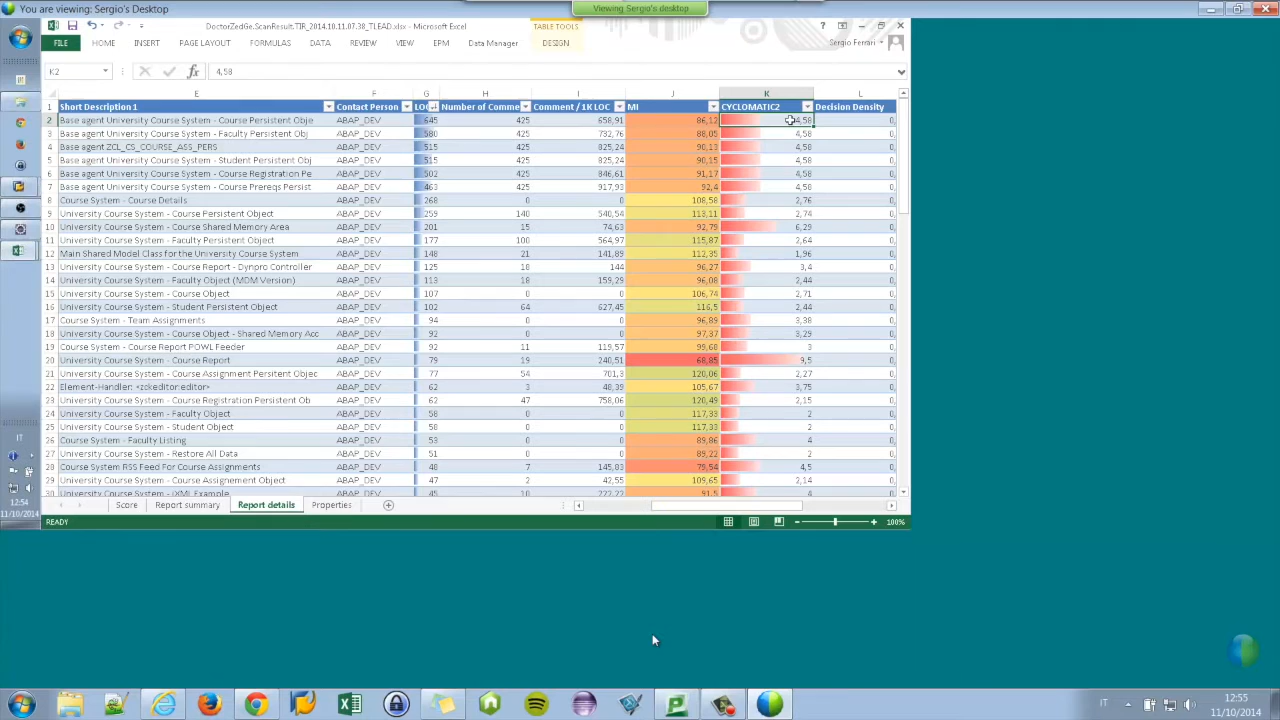 You are viewing: Sergio's Desktop
Viewing Sergio's desktop
DoctorZedGe.ScanResult.TIR_2014.10.11.07.38_TLEAD.xlsx - Microsoft Excel
TABLE TOOLS
FILE HOME INSERT PAGE LAYOUT FORMULAS DATA REVIEW VIEW EPM DataManager DESIGN
Sergio Ferrari
K2 4,58
E F G H I J K L
1 Short Description 1 Contact Person LOC Number of Comme Comment / 1K LOC MI CYCLOMATIC2 Decision Density
2 Base agent University Course System - Course Persistent Obje ABAP_DEV 645 425 658,91 86,12 4,58 0,
3 Base agent University Course System - Faculty Persistent Obj ABAP_DEV 580 425 732,76 88,05 4,58 0,
4 Base agent ZCL_CS_COURSE_ASS_PERS ABAP_DEV 515 425 825,24 90,13 4,58 0,
5 Base agent University Course System - Student Persistent Obj ABAP_DEV 515 425 825,24 90,15 4,58 0,
6 Base agent University Course System - Course Registration Pe ABAP_DEV 502 425 846,61 91,17 4,58 0,
7 Base agent University Course System - Course Prereqs Persist ABAP_DEV 463 425 917,93 92,4 4,58 0,
8 Course System - Course Details ABAP_DEV 268 0 0 108,58 2,76 0,
9 University Course System - Course Persistent Object ABAP_DEV 259 140 540,54 113,11 2,74 0,
10 University Course System - Course Shared Memory Area ABAP_DEV 201 15 74,63 92,79 6,29 0,
11 University Course System - Faculty Persistent Object ABAP_DEV 177 100 564,97 115,87 2,64 0,
12 Main Shared Model Class for the University Course System ABAP_DEV 148 21 141,89 112,35 1,96 0,
13 University Course System - Course Report - Dynpro Controller ABAP_DEV 125 18 144 96,27 3,4 0,
14 University Course System - Faculty Object (MDM Version) ABAP_DEV 113 18 159,29 96,08 2,44 0,
15 University Course System - Course Object ABAP_DEV 107 0 0 106,74 2,71 0,
16 University Course System - Student Persistent Object ABAP_DEV 102 64 627,45 116,5 2,44 0,
17 Course System - Team Assignments ABAP_DEV 94 0 0 96,89 3,38 0,
18 University Course System - Course Object - Shared Memory Acc ABAP_DEV 92 0 0 97,37 3,29 0,
19 Course System - Course Report POWL Feeder ABAP_DEV 92 11 119,57 99,68 3 0,
20 University Course System - Course Report ABAP_DEV 79 19 240,51 68,85 9,5 0,
21 University Course System - Course Assignment Persistent Objec ABAP_DEV 77 54 701,3 120,06 2,27 0,
22 Element-Handler: <zckeditor:editor> ABAP_DEV 62 3 48,39 105,67 3,75 0,
23 University Course System - Course Registration Persistent Ob ABAP_DEV 62 47 758,06 120,49 2,15 0,
24 University Course System - Faculty Object ABAP_DEV 58 0 0 117,33 2 0,
25 University Course System - Student Object ABAP_DEV 58 0 0 117,33 2 0,
26 Course System - Faculty Listing ABAP_DEV 53 0 0 89,86 4 0,
27 University Course System - Restore All Data ABAP_DEV 51 0 0 89,22 2 0,
28 Course System RSS Feed For Course Assignments ABAP_DEV 48 7 145,83 79,54 4,5 0,
29 University Course System - Course Assignement Object ABAP_DEV 47 2 42,55 109,65 2,14 0,
30 University Course System - iXML Example ABAP_DEV 45 10 222,22 91,5 4 0,
Score Report summary Report details Properties
READY 100%
IT
12:54
11/10/2014
IT
12:55
11/10/2014